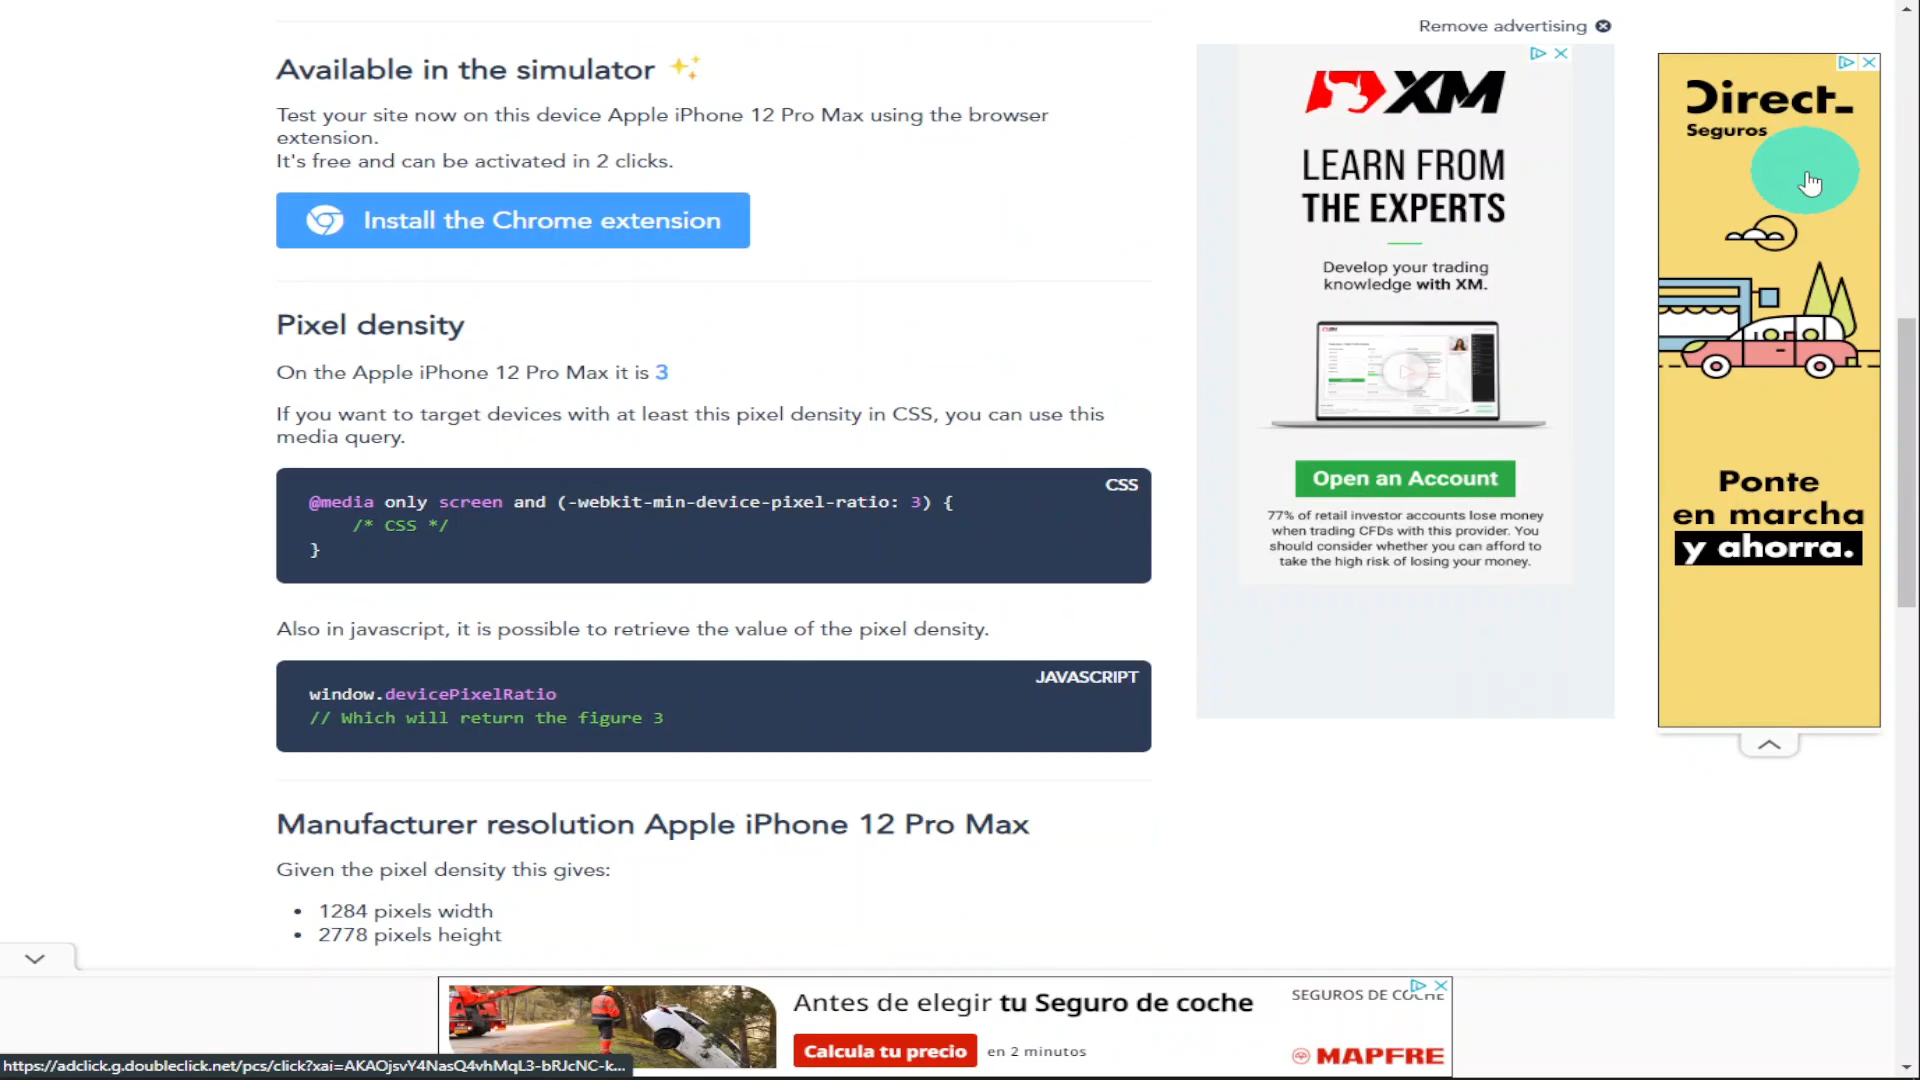 Remove advertising
Available in the simulator
Test your site now on this device Apple iPhone 12 Pro Max using the browser
extension.
It's free and can be activated in 2 clicks.
Install the Chrome extension
Pixel density
On the Apple iPhone 12 Pro Max it is 3
If you want to target devices with at least this pixel density in CSS, you can use this
media query.
CSS
@media only screen and (-webkit-min-device-pixel-ratio: 3) {
/* CSS */
}
Also in javascript, it is possible to retrieve the value of the pixel density.
JAVASCRIPT
window.devicePixelRatio
// Which will return the figure 3
Manufacturer resolution Apple iPhone 12 Pro Max
Given the pixel density this gives:
• 1284 pixels width
• 2778 pixels height
XM
LEARN FROM
THE EXPERTS
Develop your trading
knowledge with XM.
Open an Account
77% of retail investor accounts lose money
when trading CFDs with this provider. You
should consider whether you can afford to
take the high risk of losing your money.
Direct
Seguros
Ponte
en marcha
y ahorra.
Antes de elegir tu Seguro de coche
Calcula tu precio en 2 minutos
SEGUROS DE COCHE
MAPFRE
https://adclick.g.doubleclick.net/pcs/click?xai=AKAOjsvY4NasQ4vhMqL3-bRJcNC-k...